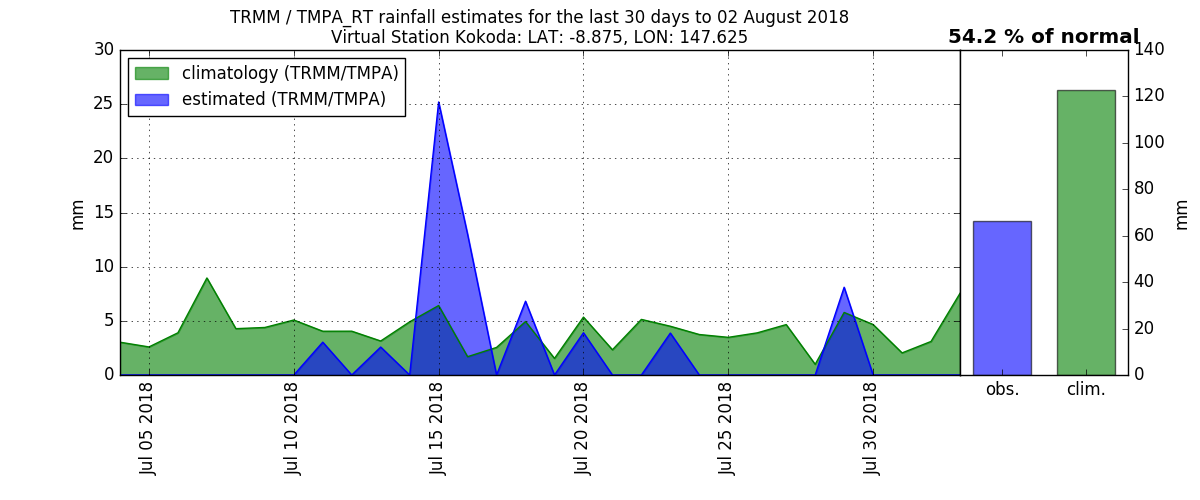 TRMM / TMPA_RT rainfall estimates for the last 30 days to 02 August 2018
Virtual Station Kokoda: LAT: -8.875, LON: 147.625
54.2 % of normal
climatology (TRMM/TMPA)
estimated (TRMM/TMPA)
30
25
20
15
10
5
0
mm
Jul 05 2018
Jul 10 2018
Jul 15 2018
Jul 20 2018
Jul 25 2018
Jul 30 2018
140
120
100
80
60
40
20
0
mm
obs.
clim.